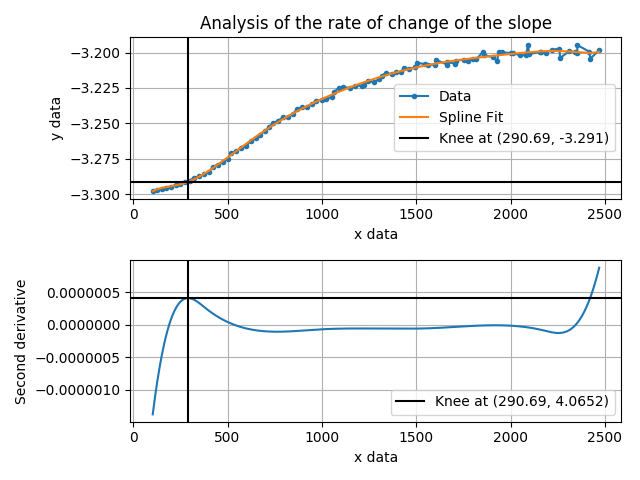 Analysis of the rate of change of the slope
y data
−3.200
−3.225
−3.250
−3.275
−3.300
Data
Spline Fit
Knee at (290.69, -3.291)
0 500 1000 1500 2000 2500
x data
Second derivative
0.0000005
0.0000000
−0.0000005
−0.0000010
Knee at (290.69, 4.0652)
0 500 1000 1500 2000 2500
x data